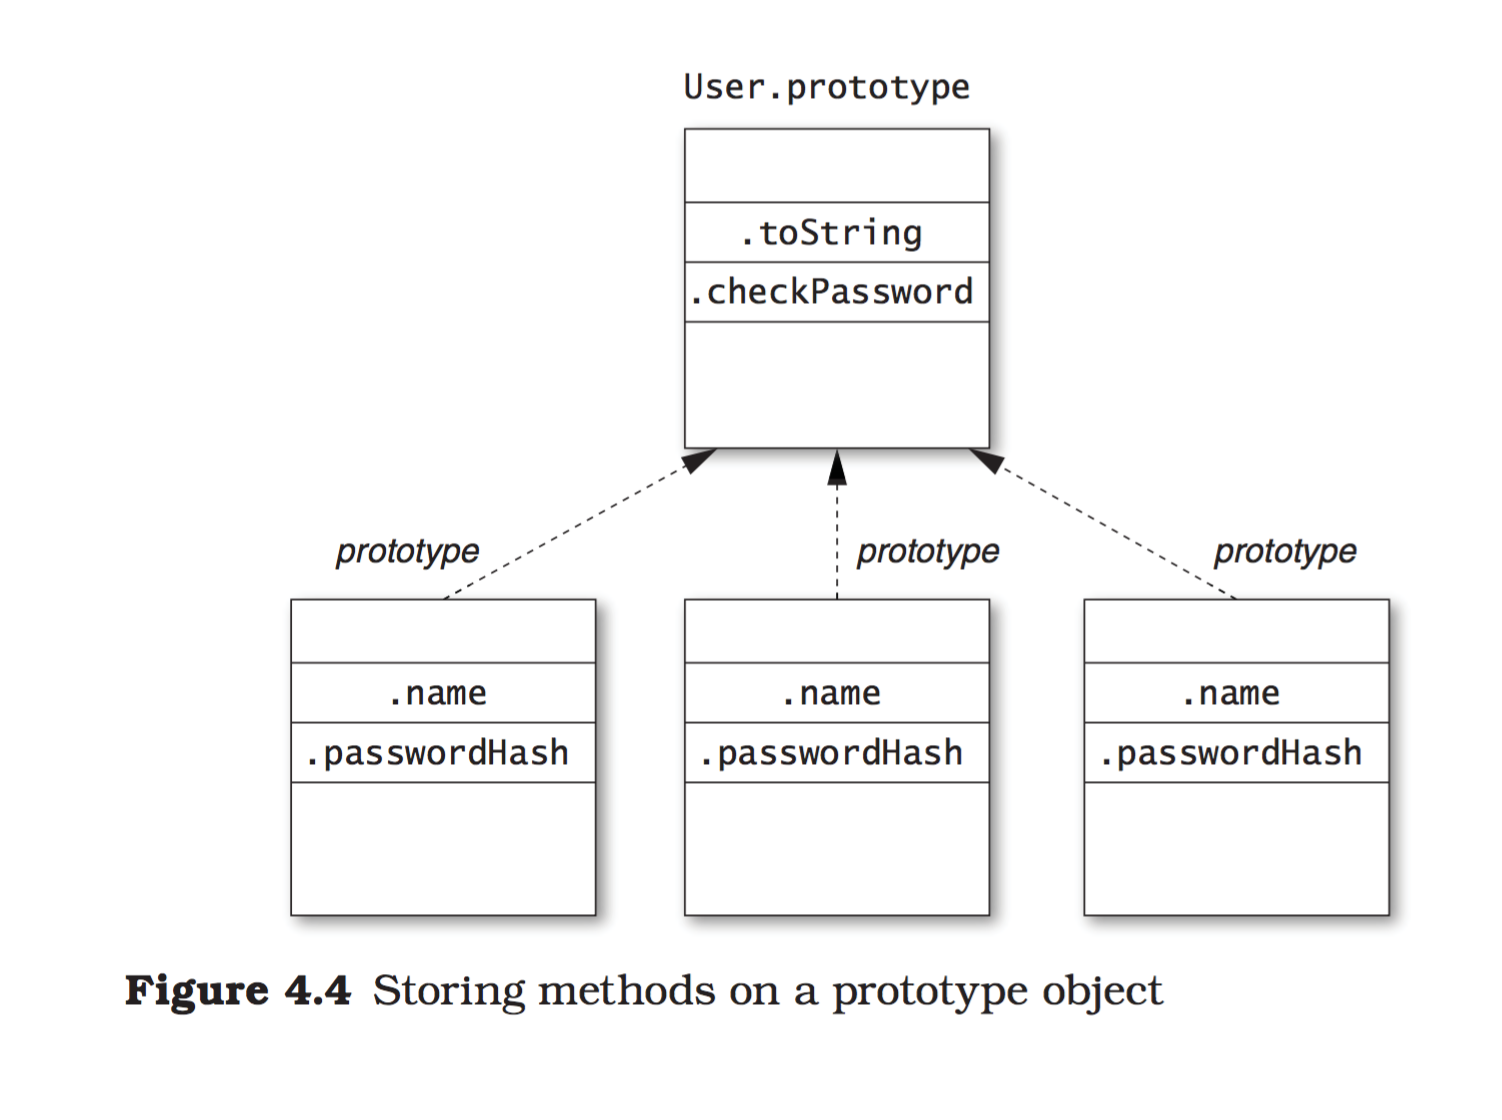 User.prototype
.toString
.checkPassword
prototype prototype prototype
.name .name .name
.passwordHash .passwordHash .passwordHash
Figure 4.4 Storing methods on a prototype object